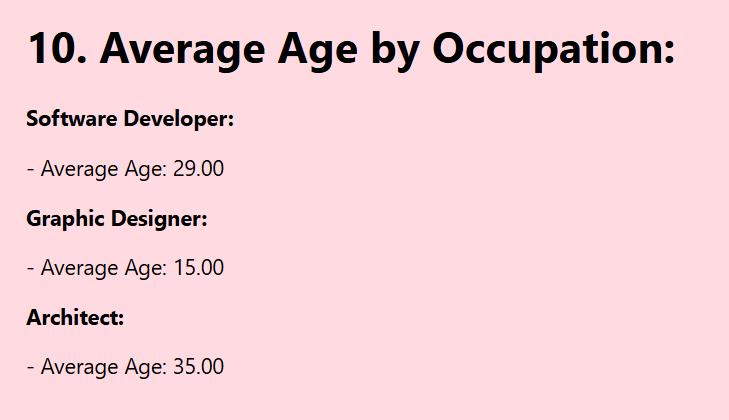 10. Average Age by Occupation:
Software Developer:
- Average Age: 29.00
Graphic Designer:
- Average Age: 15.00
Architect:
- Average Age: 35.00